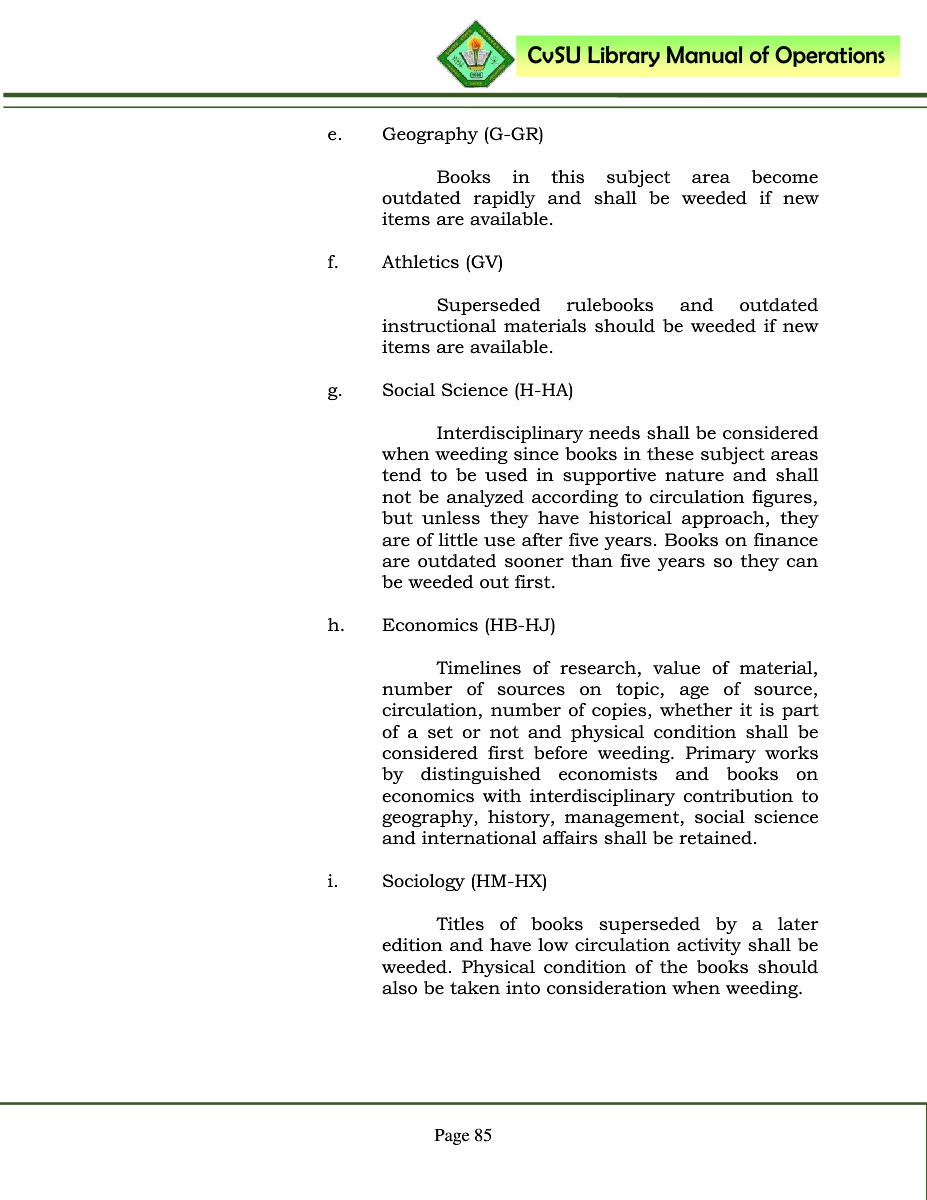 CvSU Library Manual of Operations
e. Geography (G-GR)
Books in this subject area become
outdated rapidly and shall be weeded if new
items are available.
f. Athletics (GV)
Superseded rulebooks and outdated
instructional materials should be weeded if new
items are available.
g. Social Science (H-HA)
Interdisciplinary needs shall be considered
when weeding since books in these subject areas
tend to be used in supportive nature and shall
not be analyzed according to circulation figures,
but unless they have historical approach, they
are of little use after five years. Books on finance
are outdated sooner than five years so they can
be weeded out first.
h. Economics (HB-HJ)
Timelines of research, value of material,
number of sources on topic, age of source,
circulation, number of copies, whether it is part
of a set or not and physical condition shall be
considered first before weeding. Primary works
by distinguished economists and books on
economics with interdisciplinary contribution to
geography, history, management, social science
and international affairs shall be retained.
i. Sociology (HM-HX)
Titles of books superseded by a later
edition and have low circulation activity shall be
weeded. Physical condition of the books should
also be taken into consideration when weeding.
Page 85